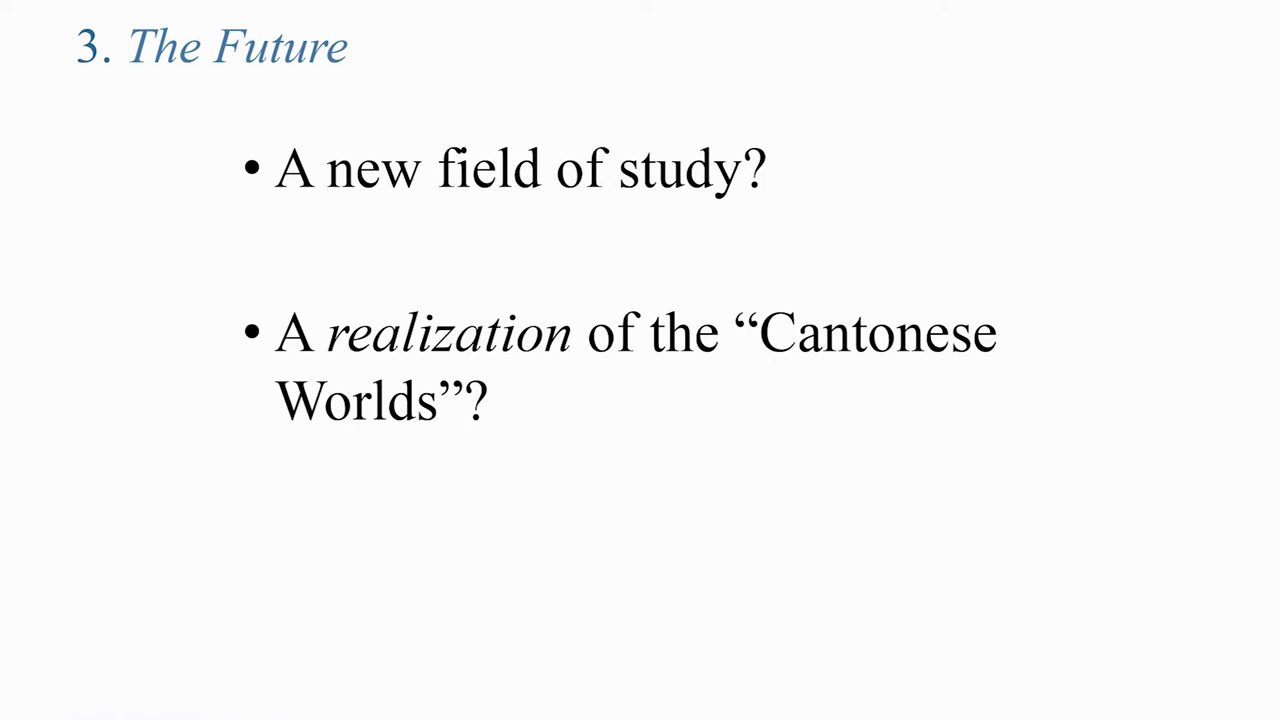 3. The Future
• A new field of study?
• A realization of the “Cantonese
Worlds”?